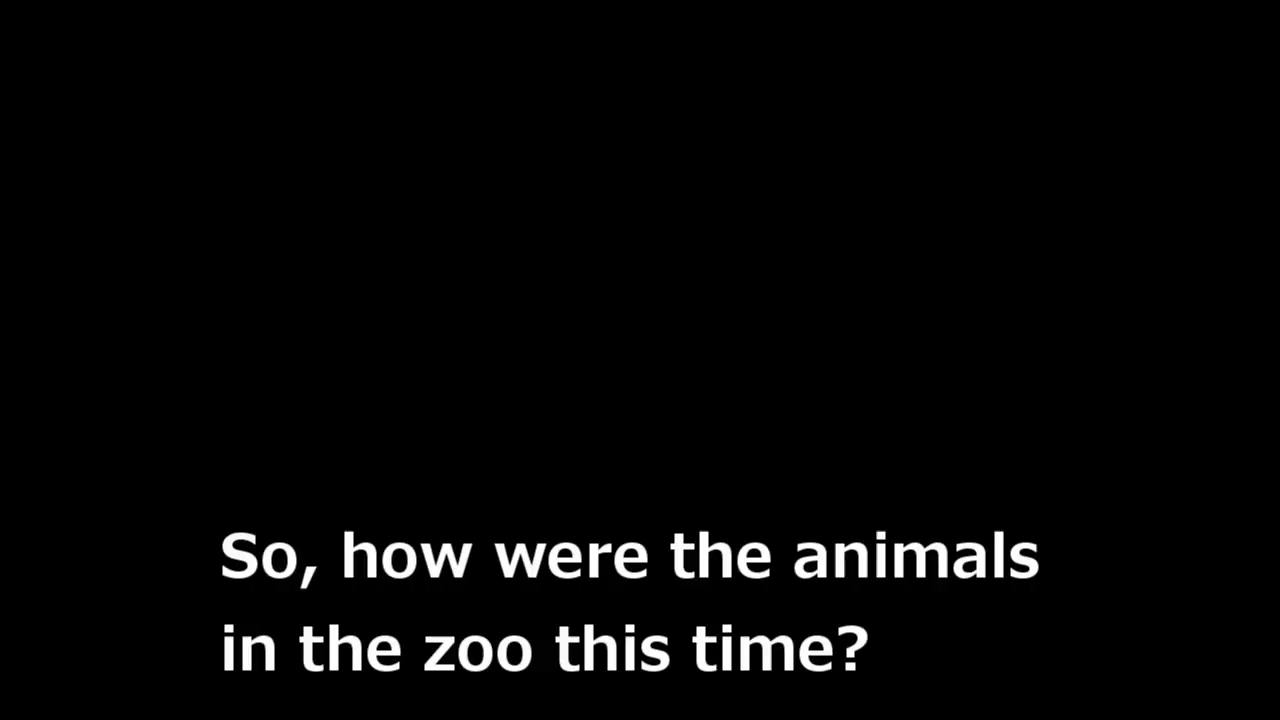 So, how were the animals
in the zoo this time?